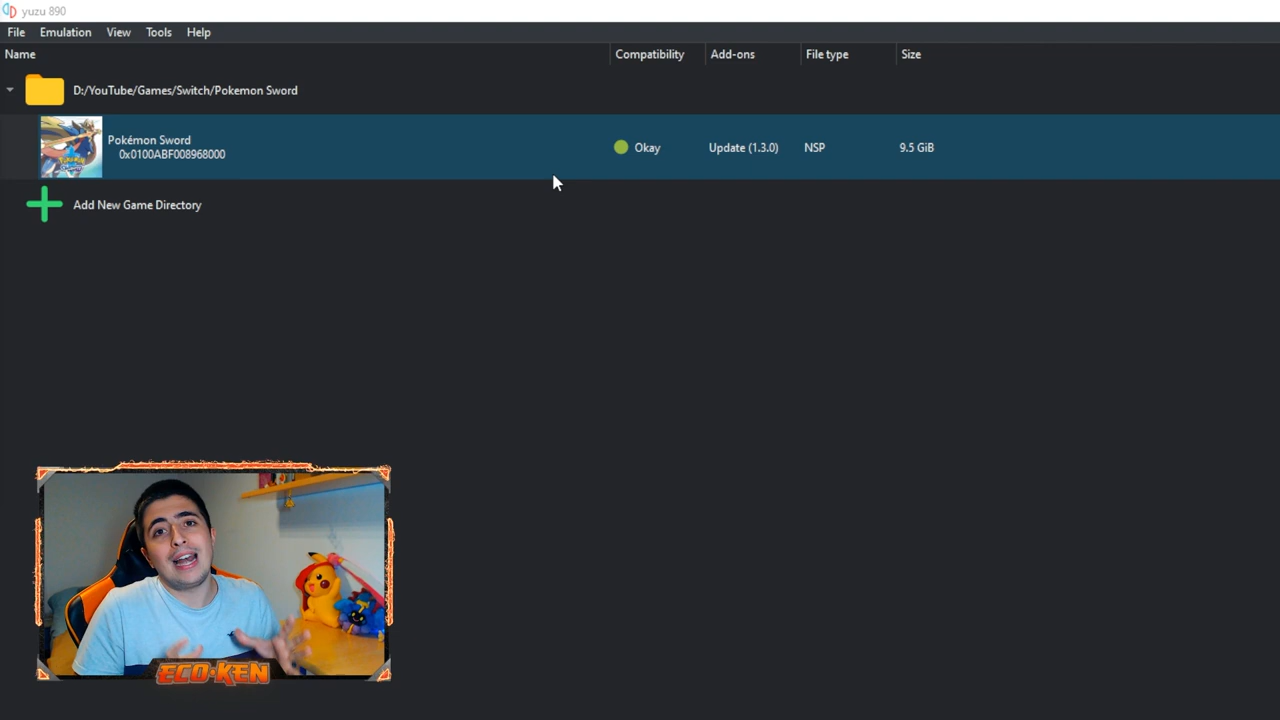 yuzu 890
File Emulation View Tools Help
Name Compatibility Add-ons File type Size
D:/YouTube/Games/Switch/Pokemon Sword
Pokémon Sword
0x0100ABF008968000
Okay Update (1.3.0) NSP 9.5 GiB
Add New Game Directory
ECO·KEN